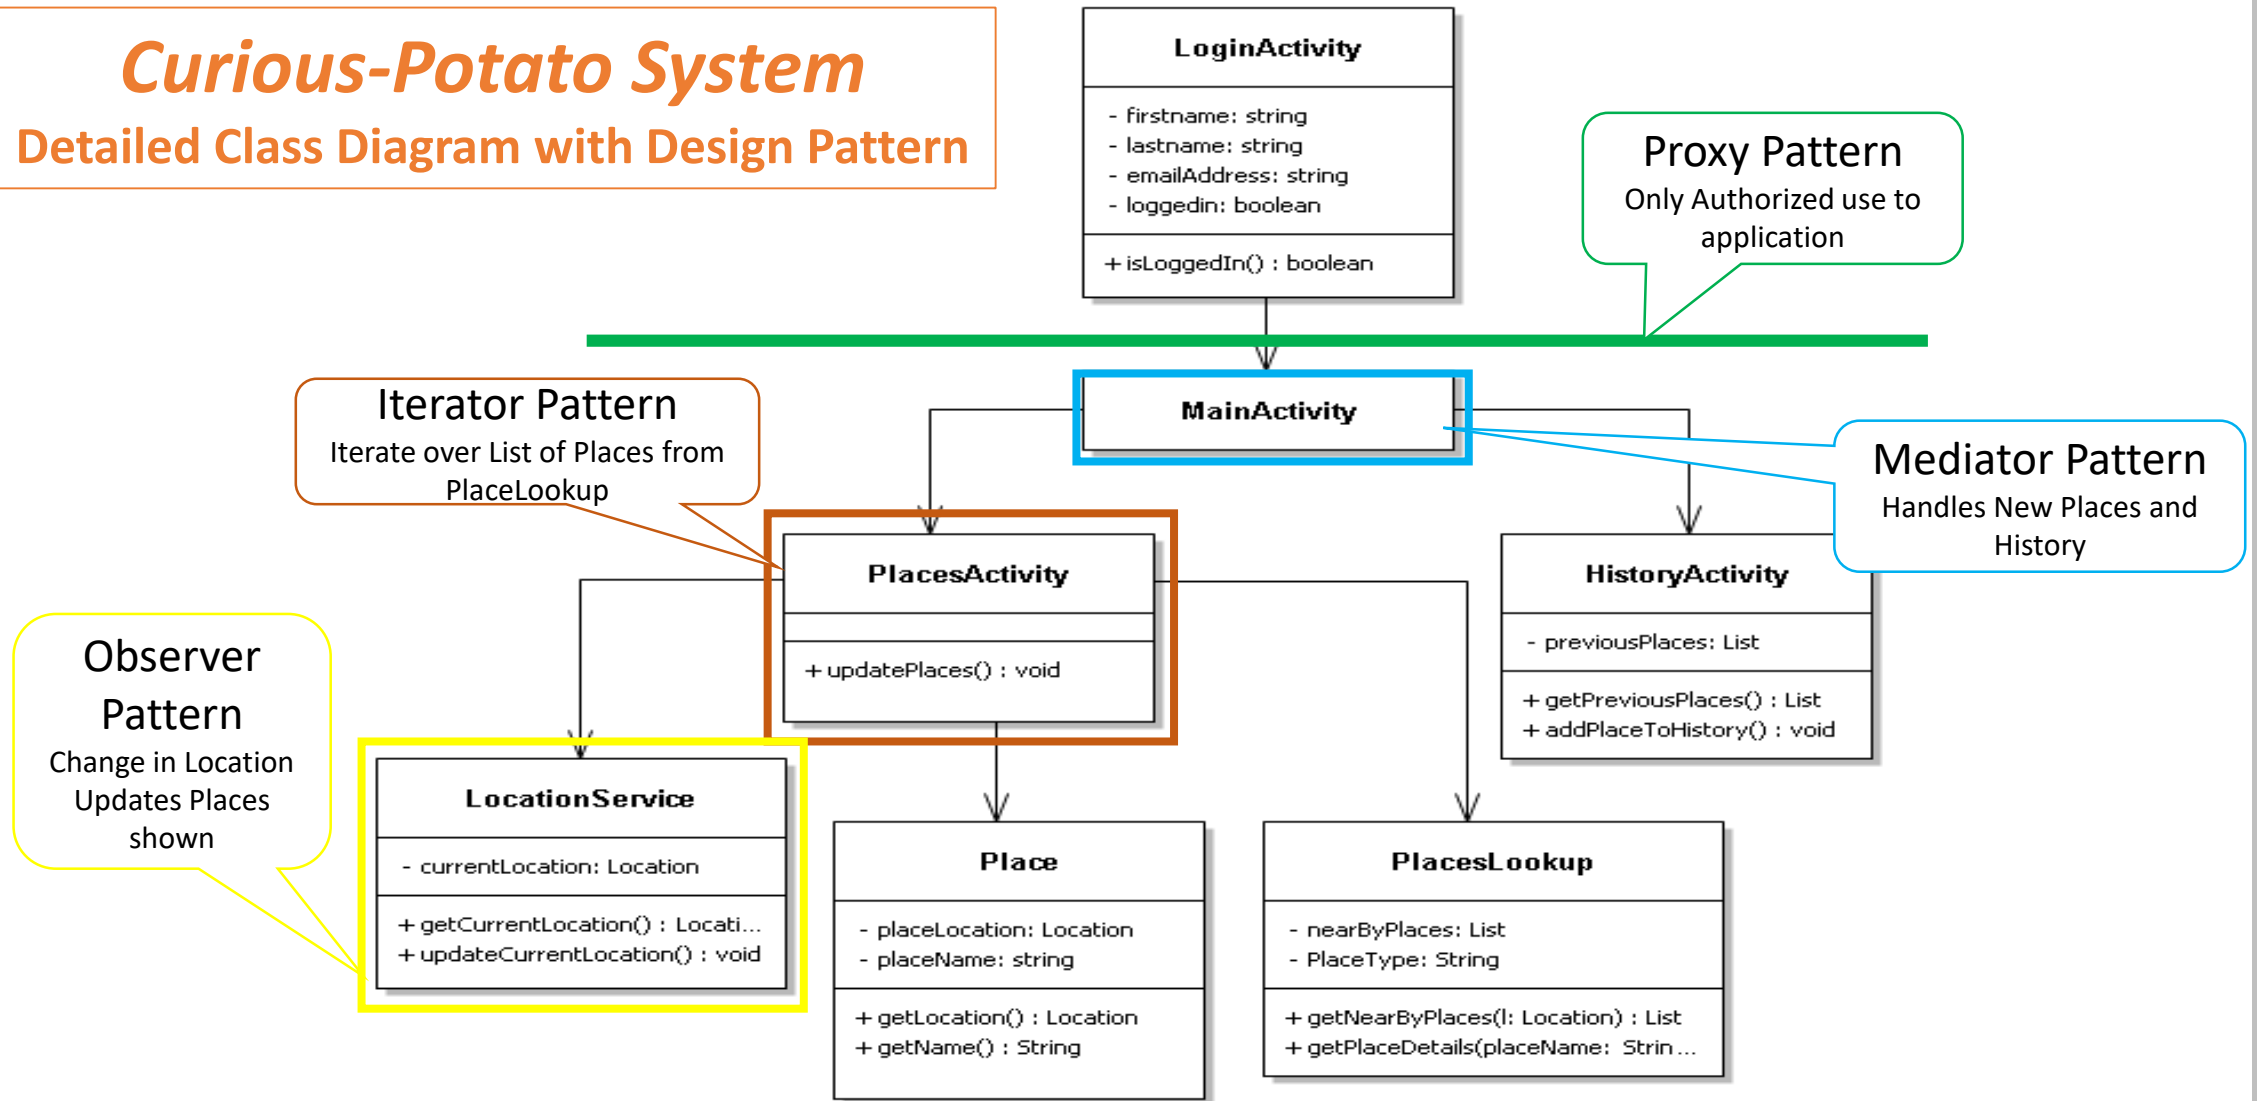 Curious-Potato System
Detailed Class Diagram with Design Pattern
LoginActivity
- firstname: string
- lastname: string
- emailAddress: string
- loggedin: boolean
+ isLoggedIn() : boolean
Proxy Pattern
Only Authorized use to
application
Iterator Pattern
Iterate over List of Places from
PlaceLookup
MainActivity
Mediator Pattern
Handles New Places and
History
PlacesActivity
+ updatePlaces() : void
HistoryActivity
- previousPlaces: List
+ getPreviousPlaces() : List
+ addPlaceToHistory() : void
Observer
Pattern
Change in Location
Updates Places
shown
LocationService
- currentLocation: Location
+ getCurrentLocation() : Locati...
+ updateCurrentLocation() : void
Place
- placeLocation: Location
- placeName: string
+ getLocation() : Location
+ getName() : String
PlacesLookup
- nearByPlaces: List
- PlaceType: String
+ getNearByPlaces(l: Location) : List
+ getPlaceDetails(placeName: Strin...